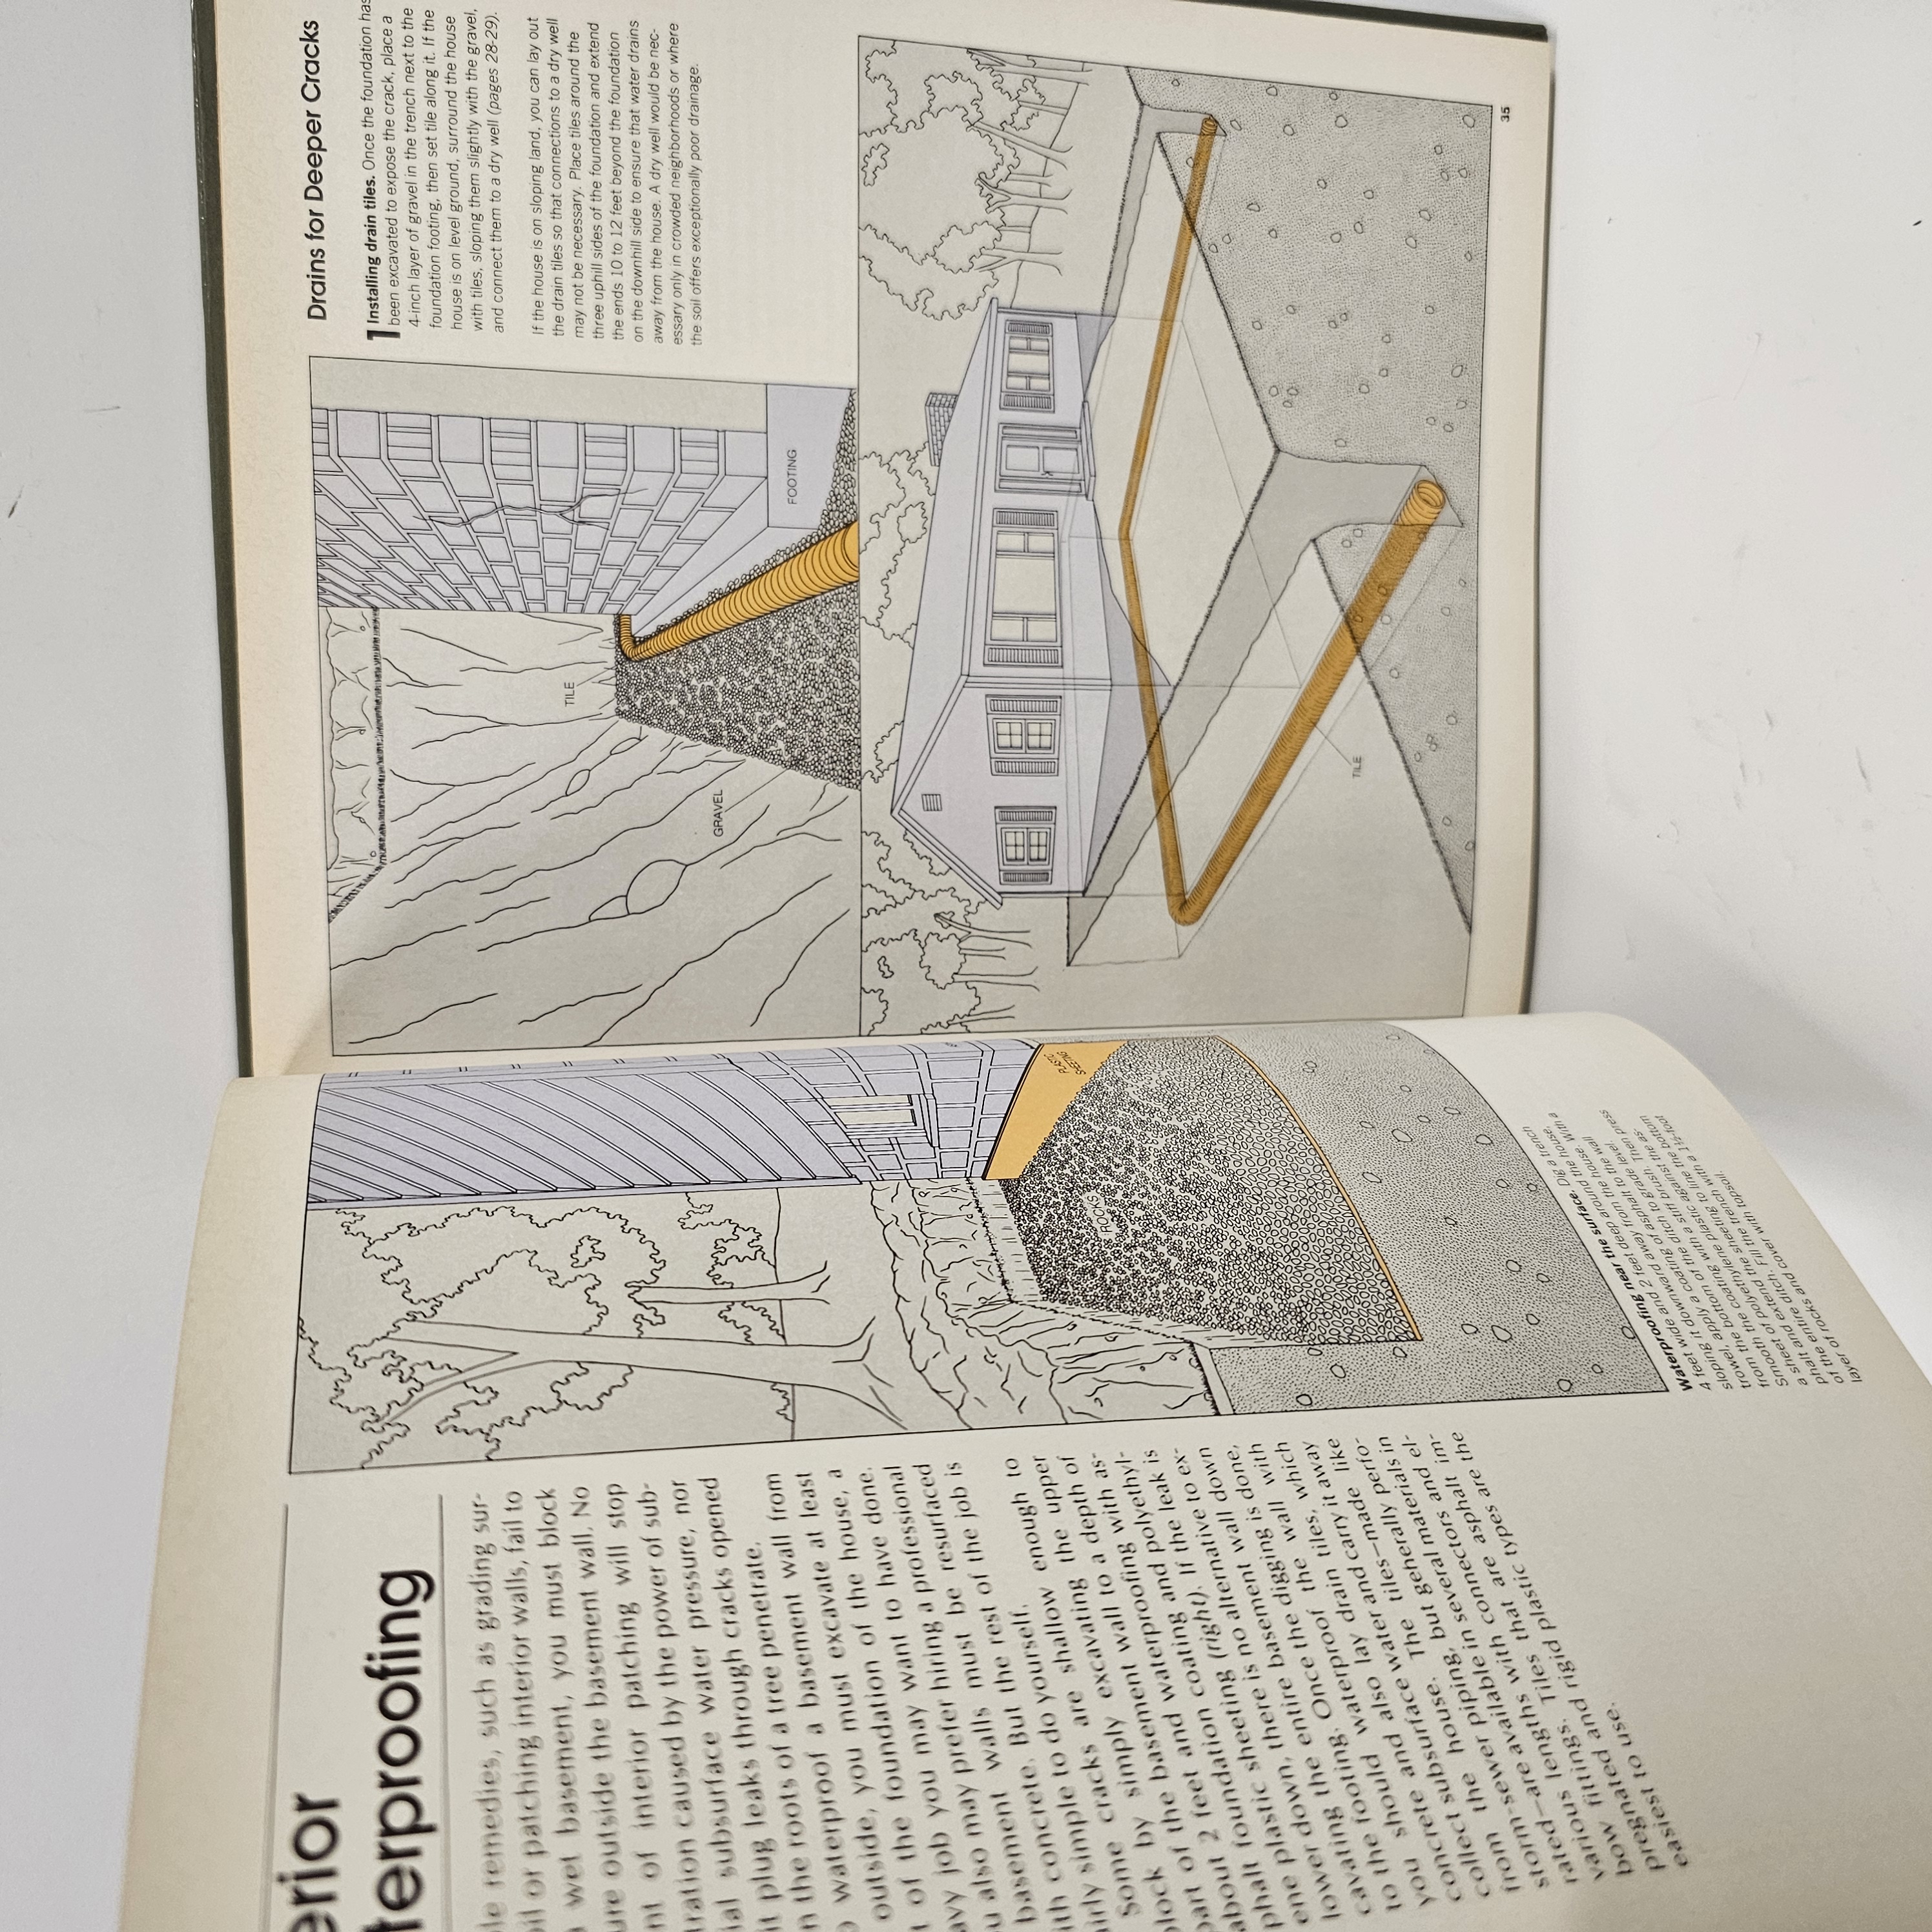 erior
terproofing
le remedies, such as grading sur-
il or patching interior walls, fail to
wet basement, you must block
ure outside the basement wall. No
nt of interior patching will stop
tration caused by the power of sub-
ial subsurface water pressure, nor
it plug leaks through cracks opened
n the roots of a tree penetrate.
o waterproof a basement wall from
outside, you must excavate at least
t of the foundation of the house, a
avy job you may want to have done.
u also may prefer hiring a professional
basement walls must be resurfaced
ith concrete. But the rest of the job is
airly simple to do yourself.
Some cracks are shallow enough to
block by simply excavating the upper
part of the basement wall to a depth of
about 2 feet and waterproofing with as-
phalt foundation coating and polyethyl-
ene plastic sheeting (right). If the leak is
lower down, there is no alternative to ex-
cavating the entire basement wall down
to the footing. Once the digging is done,
you should waterproof the wall with
concrete and also lay drain tiles, which
collect subsurface water and carry it away
from the house. The tiles—made like
storm-sewer piping, but generally perfo-
rated—are available in several materials in
various lengths with connectors and el-
bow fittings. Tiles that are asphalt im-
pregnated and rigid plastic types are the
easiest to use.
PLASTIC
SHEETING
ROCKS
Waterproofing near the surface. Dig a trench
4 feet wide and 2 feet deep around the house,
sloping it downward away from the house. With a
trowel, apply a coating of asphalt to the wall
from the bottom of the ditch to grade level.
Smooth the coating with a stiff brush. Then press
a sheet of polyethylene plastic against the as-
phalt and extend the sheeting to line the bottom
of the entire ditch. Fill the trench with a 1½-foot
layer of rocks and cover with topsoil.
TILE
GRAVEL
FOOTING
Drains for Deeper Cracks
1 Installing drain tiles. Once the foundation has
been excavated to expose the crack, place a
4-inch layer of gravel in the trench next to the
foundation footing, then set tile along it. If the
house is on level ground, surround the house
with tiles, sloping them slightly with the gravel,
and connect them to a dry well (pages 28-29).
If the house is on sloping land, you can lay out
the drain tiles so that connections to a dry well
may not be necessary. Place tiles around the
three uphill sides of the foundation and extend
the ends 10 to 12 feet beyond the foundation
on the downhill side to ensure that water drains
away from the house. A dry well would be nec-
essary only in crowded neighborhoods or where
the soil offers exceptionally poor drainage.
TILE
35